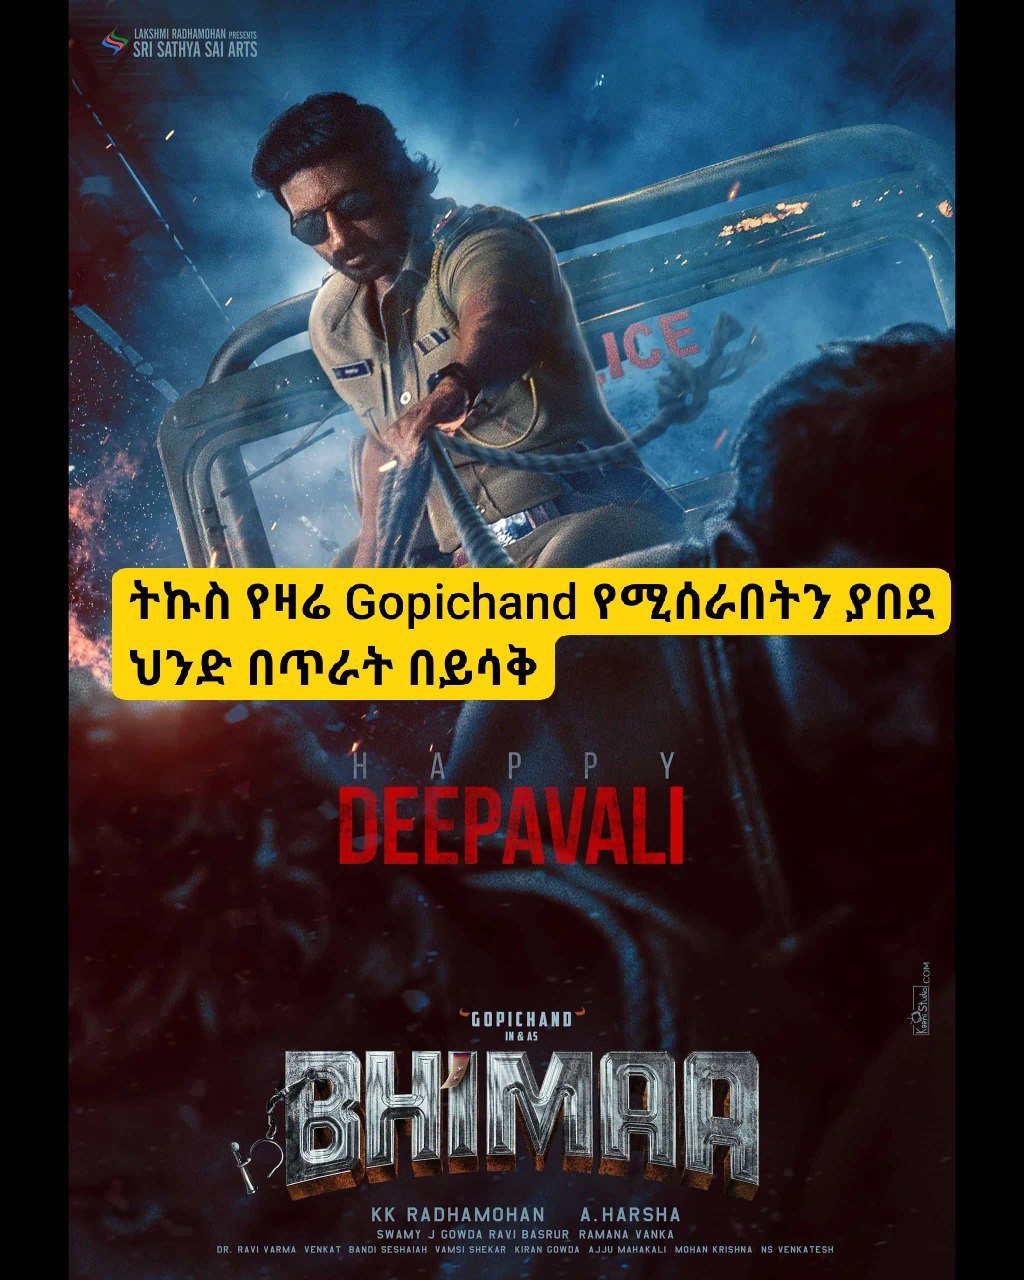 LAKSHMI RADHAMOHAN PRESENTS
SRI SATHYA SAI ARTS
LICE
ትኩስ የዛሬ Gopichand የሚሰራበትን ያበደ
ህንድ በጥራት በይሳቅ
HAPPY
DEEPAVALI
KaaniStudio.COM
GOPICHAND
IN & AS
BHIMAA
KK RADHAMOHAN A.HARSHA
SWAMY J GOWDA RAVI BASRUR RAMANA VANKA
DR. RAVI VARMA VENKAT BANDI SESHAIAH VAMSI SHEKAR KIRAN GOWDA AJJU MAHAKALI MOHAN KRISHNA NS VENKATESH